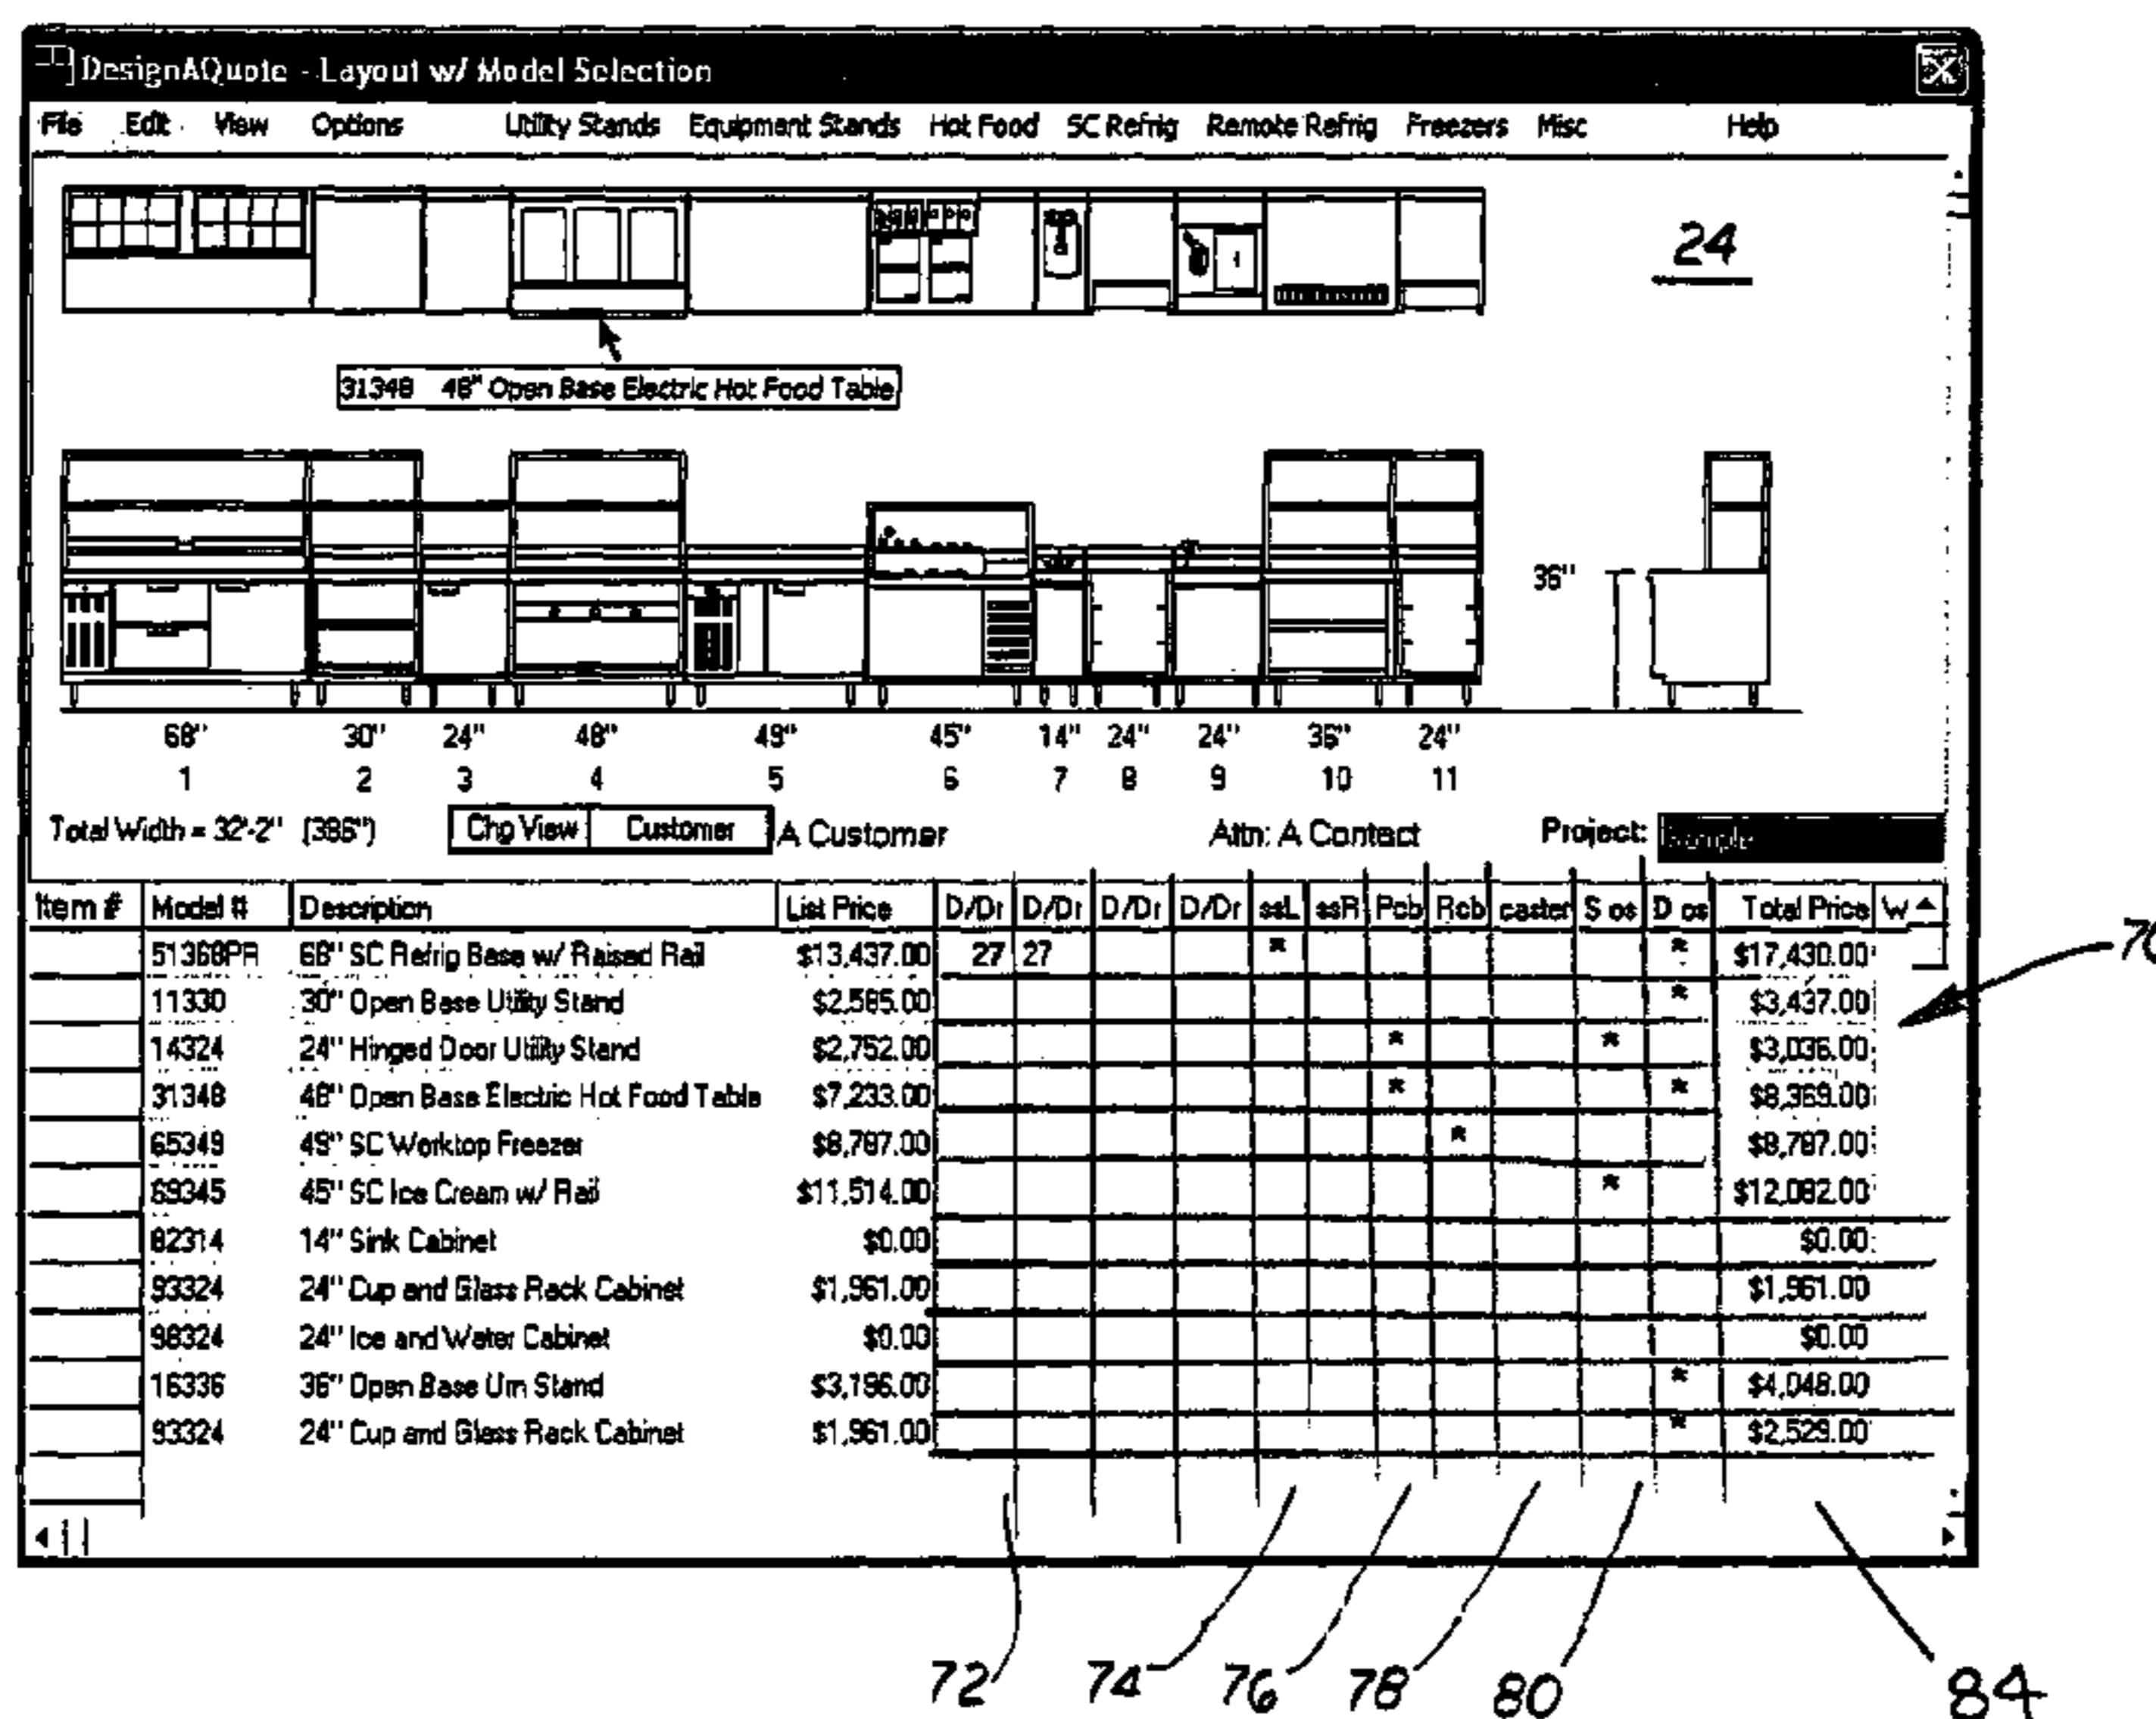 DesignAQuote - Layout w/ Model Selection
File Edit View Options Utility Stands Equipment Stands Hot Food SC Refrig Remote Refrig Freezers Misc Help
24
31348 48" Open Base Electric Hot Food Table
36"
68" 30" 24" 48" 49" 45" 14" 24" 24" 36" 24"
1 2 3 4 5 6 7 8 9 10 11
Total Width = 32'-2" (386") Chg View Customer A Customer Attn: A Contact Project: Sample
Item # Model # Description List Price D/Dr D/Dr D/Dr D/Dr ssL ssR Pcb Rcb caster S os D os Total Price W
51368PR 68" SC Refrig Base w/ Raised Rail $13,437.00 27 27 * * $17,430.00
70
11330 30" Open Base Utility Stand $2,585.00 * $3,437.00
14324 24" Hinged Door Utility Stand $2,752.00 * * $3,036.00
31348 48" Open Base Electric Hot Food Table $7,233.00 * * $8,369.00
65349 49" SC Worktop Freezer $8,787.00 * $8,787.00
69345 45" SC Ice Cream w/ Rail $11,514.00 * $12,082.00
82314 14" Sink Cabinet $0.00 $0.00
93324 24" Cup and Glass Rack Cabinet $1,961.00 $1,961.00
98324 24" Ice and Water Cabinet $0.00 $0.00
16336 36" Open Base Urn Stand $3,196.00 * $4,048.00
93324 24" Cup and Glass Rack Cabinet $1,961.00 * $2,529.00
72 74 76 78 80 84